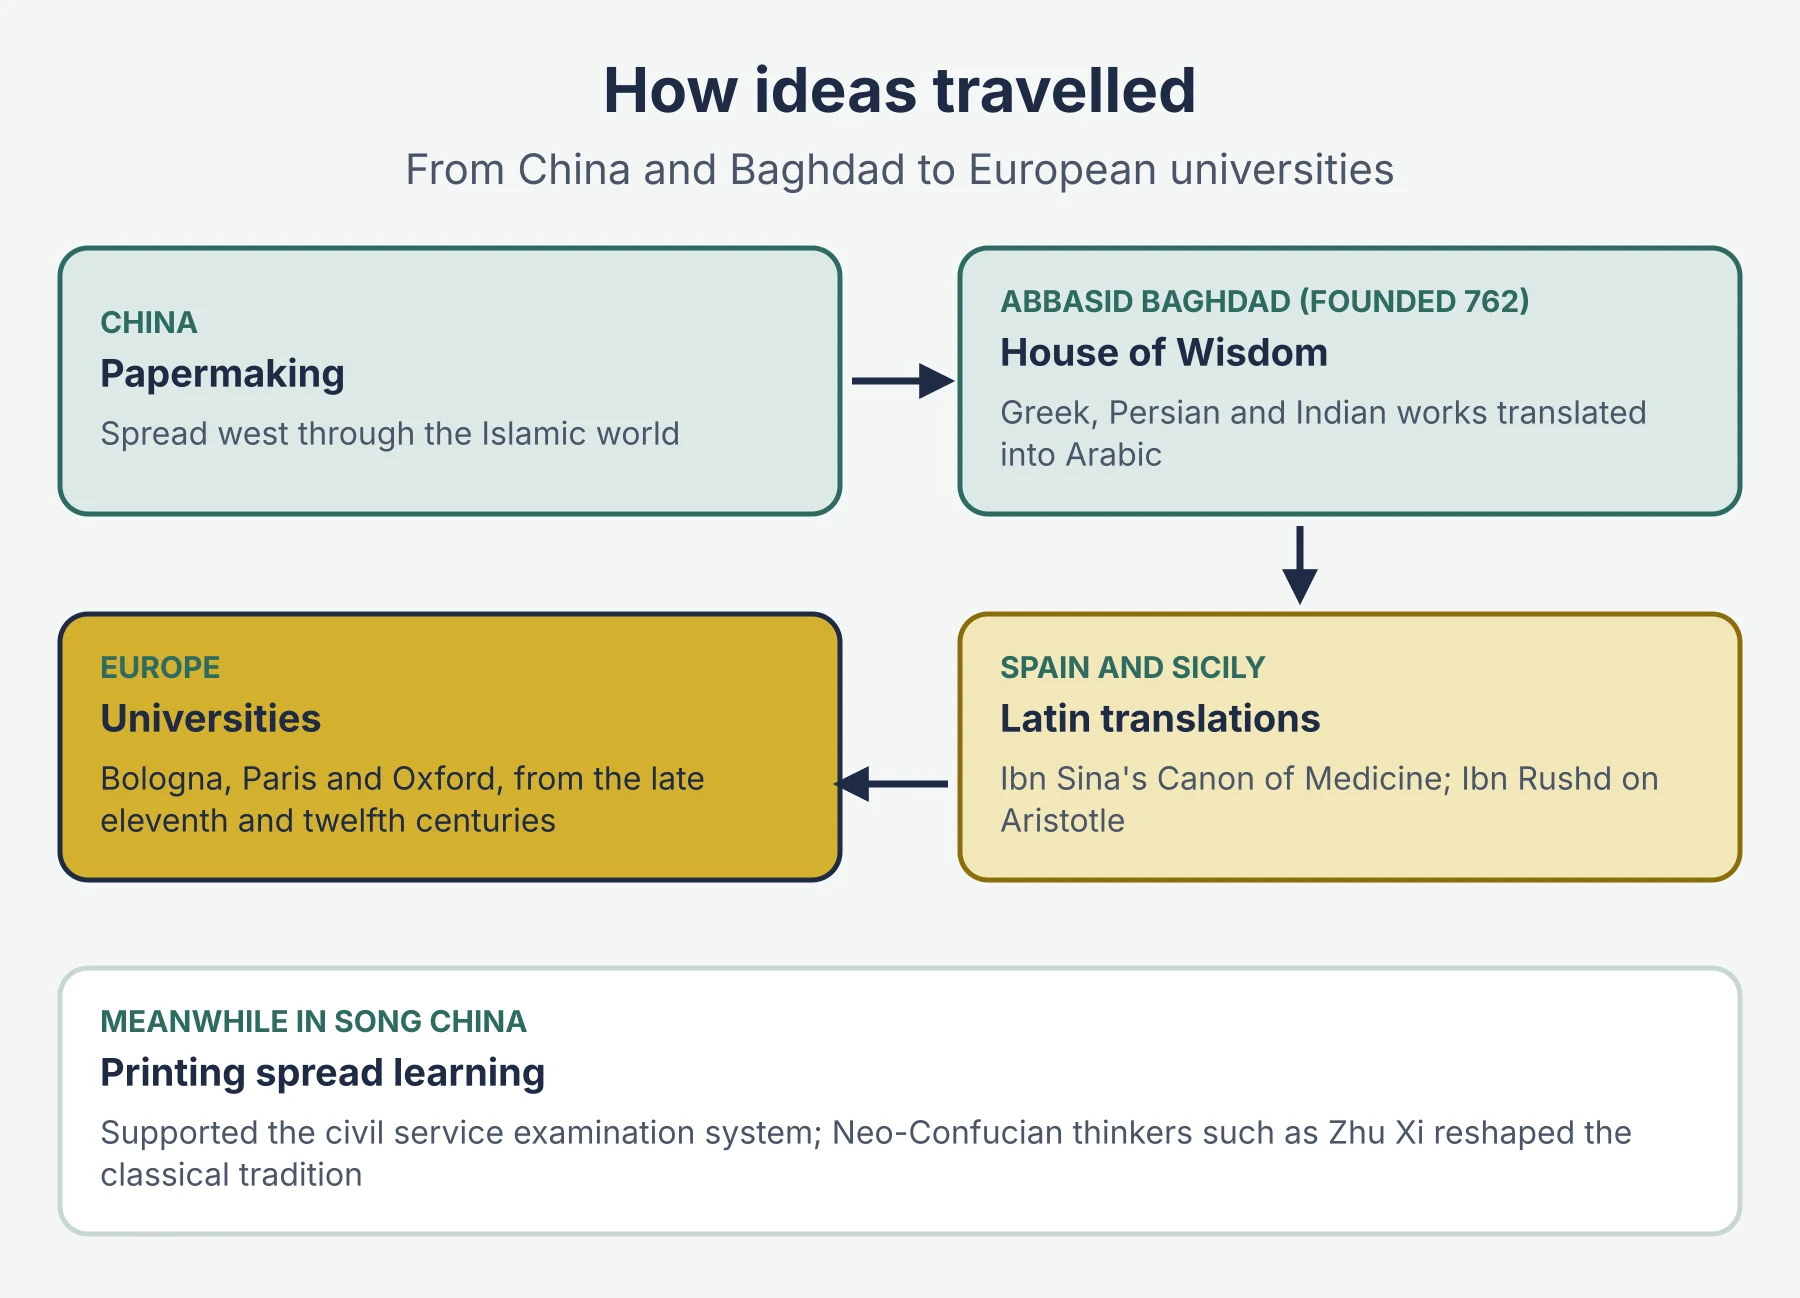 How ideas travelled
From China and Baghdad to European universities
CHINA
Papermaking
Spread west through the Islamic world
ABBASID BAGHDAD (FOUNDED 762)
House of Wisdom
Greek, Persian and Indian works translated
into Arabic
EUROPE
Universities
Bologna, Paris and Oxford, from the late
eleventh and twelfth centuries
SPAIN AND SICILY
Latin translations
Ibn Sina's Canon of Medicine; Ibn Rushd on
Aristotle
MEANWHILE IN SONG CHINA
Printing spread learning
Supported the civil service examination system; Neo-Confucian thinkers such as Zhu Xi reshaped the
classical tradition